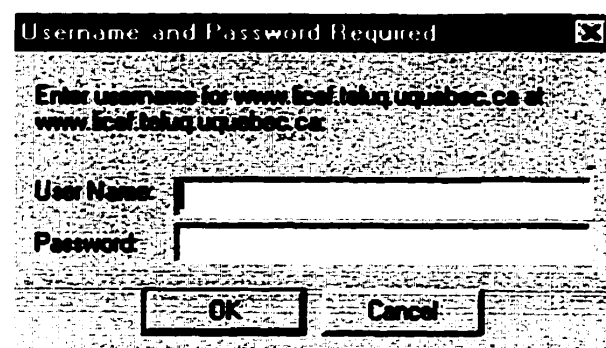 Username and Password Required
Enter username for www.licef.teluq.uquebec.ca at
www.licef.teluq.uquebec.ca:
User Name:
Password:
OK Cancel